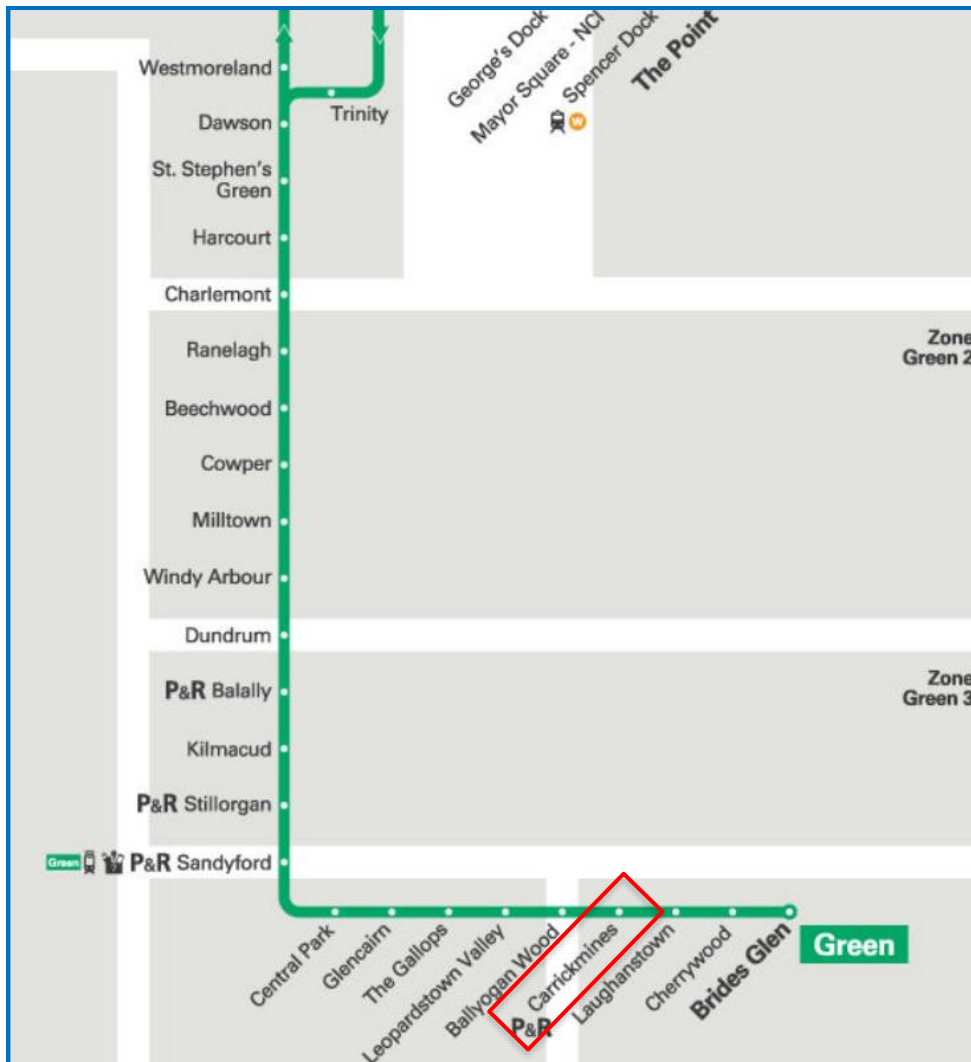 George's Dock
Mayor Square - NCI
Spencer Dock
W
The Point
Westmoreland
Trinity
Dawson
St. Stephen's
Green
Harcourt
Charlemont
Ranelagh
Zone
Green 2
Beechwood
Cowper
Milltown
Windy Arbour
Dundrum
P&R Balally
Zone
Green 3
Kilmacud
P&R Stillorgan
Green P&R Sandyford
Central Park
Glencairn
The Gallops
Leopardstown Valley
Ballyogan Wood
Carrickmines
P&R
Laughanstown
Cherrywood
Brides Glen
Green